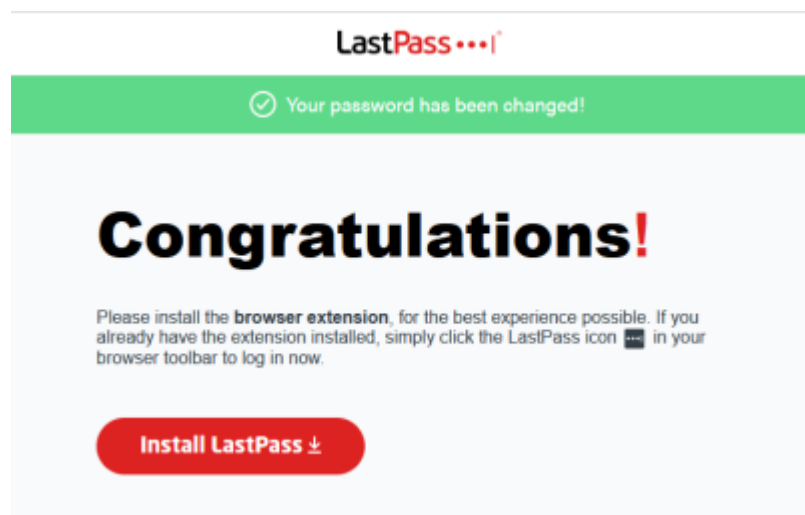 LastPass
Your password has been changed!
Congratulations!
Please install the browser extension, for the best experience possible. If you
already have the extension installed, simply click the LastPass icon in your
browser toolbar to log in now.
Install LastPass